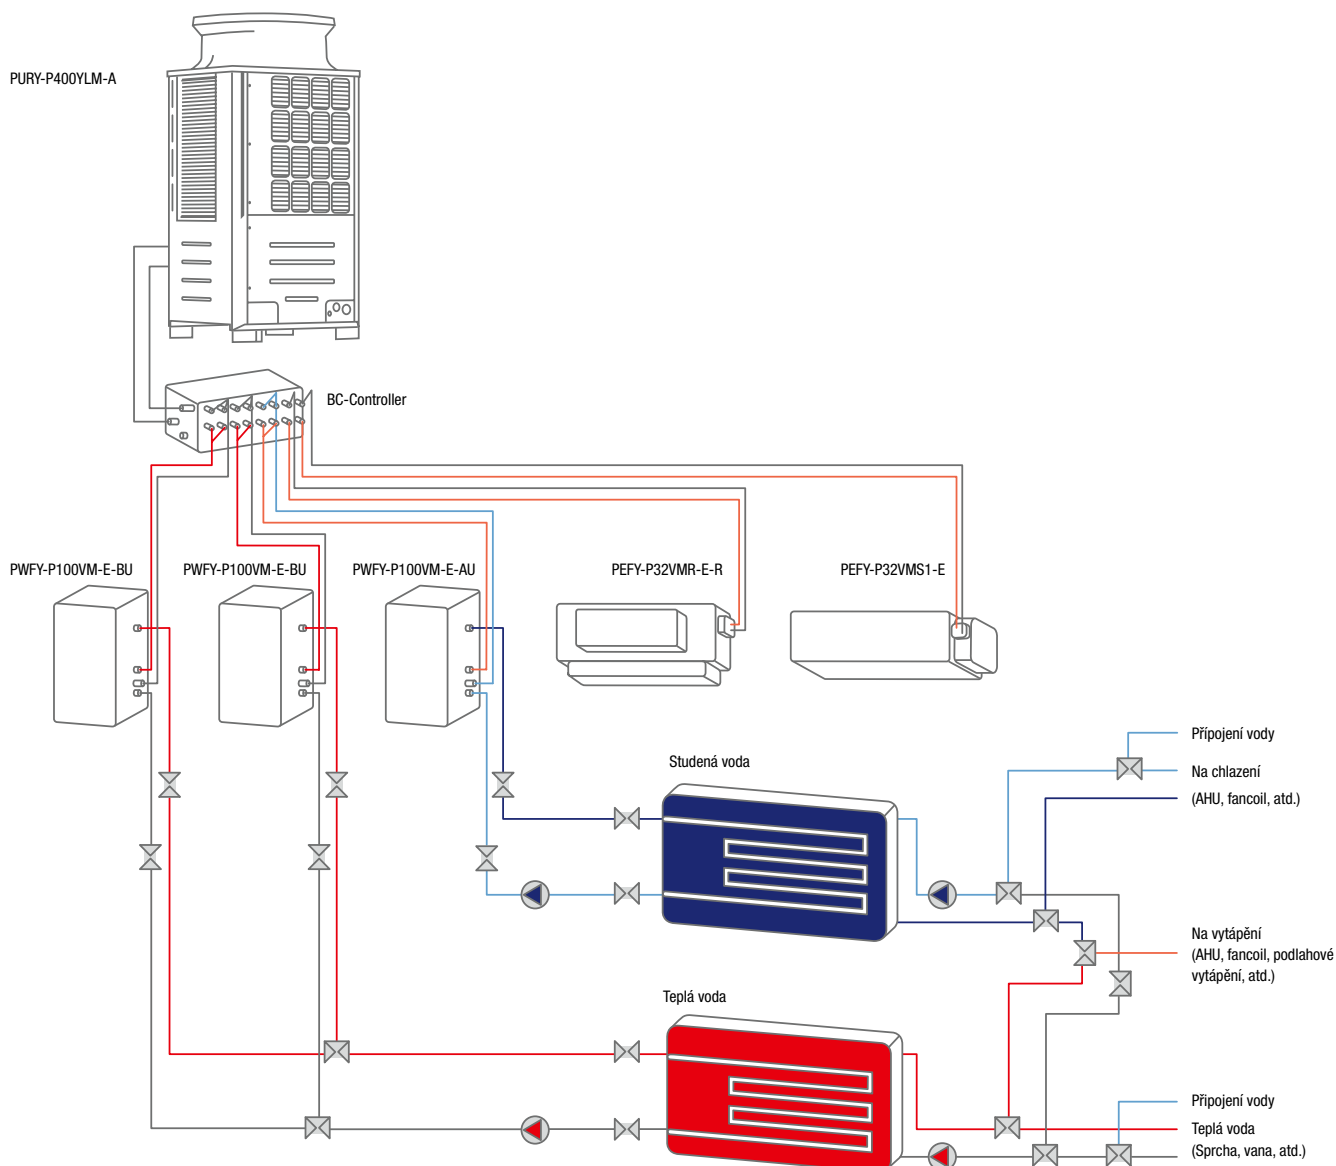 PURY-P400YLM-A
BC-Controller
PWFY-P100VM-E-BU
PWFY-P100VM-E-BU
PWFY-P100VM-E-AU
PEFY-P32VMR-E-R
PEFY-P32VMS1-E
Studená voda
Přípojení vody
Na chlazení
(AHU, fancoil, atd.)
Na vytápění
(AHU, fancoil, podlahové
vytápění, atd.)
Teplá voda
Připojení vody
Teplá voda
(Sprcha, vana, atd.)